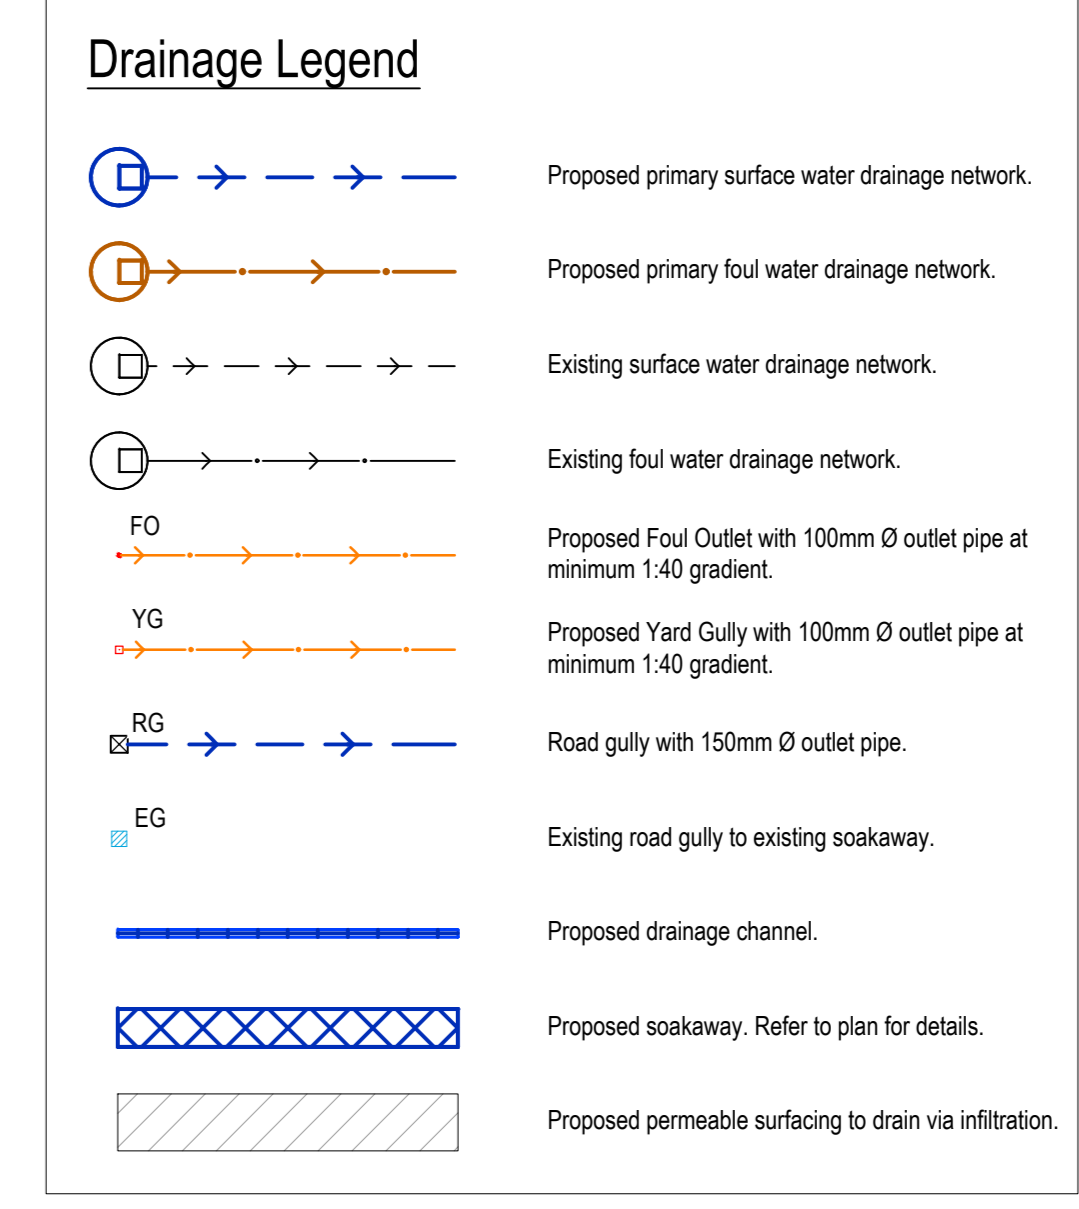 Drainage Legend
Proposed primary surface water drainage network.
Proposed primary foul water drainage network.
Existing surface water drainage network.
Existing foul water drainage network.
FO
Proposed Foul Outlet with 100mm Ø outlet pipe at
minimum 1:40 gradient.
YG
Proposed Yard Gully with 100mm Ø outlet pipe at
minimum 1:40 gradient.
RG
Road gully with 150mm Ø outlet pipe.
EG
Existing road gully to existing soakaway.
Proposed drainage channel.
Proposed soakaway. Refer to plan for details.
Proposed permeable surfacing to drain via infiltration.